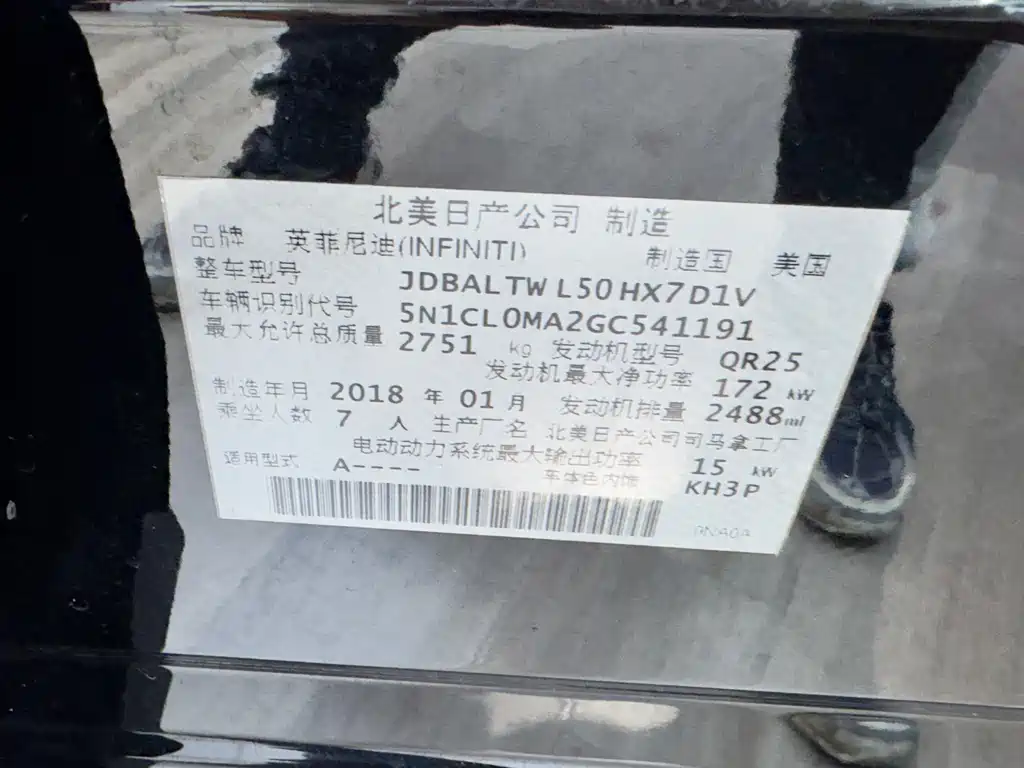 北美日产公司 制造
品牌 英菲尼迪(INFINITI) 制造国 美国
整车型号 JDBALTWL50HX7D1V
车辆识别代号 5N1CL0MA2GC541191
最大允许总质量 2751 kg 发动机型号 QR25
发动机最大净功率 172 kW
制造年月 2018 年 01 月 发动机排量 2488ml
乘坐人数 7 人 生产厂名 北美日产公司司马拿工厂
电动动力系统最大输出功率 15 kW
适用型式 A---- 车体色内饰 KH3P